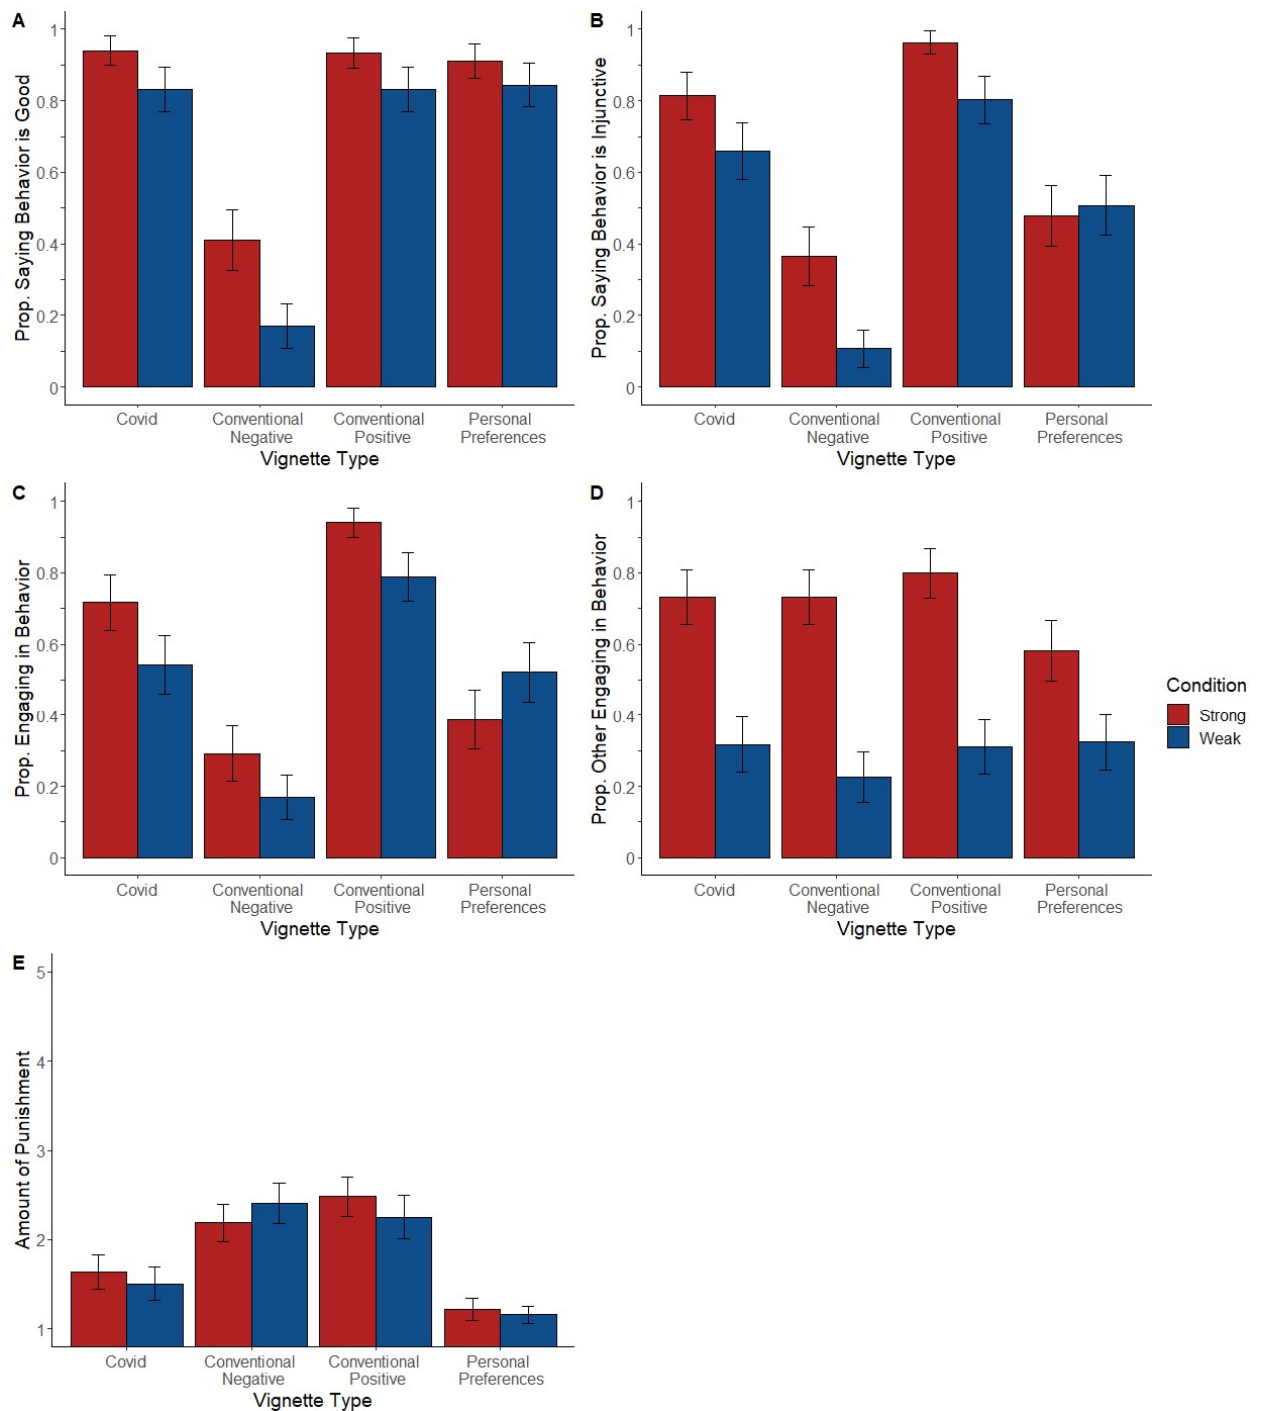 A
Prop. Saying Behavior is Good
1
0.8
0.6
0.4
0.2
0
Covid
Conventional
Negative
Conventional
Positive
Personal
Preferences
Vignette Type
B
Prop. Saying Behavior is Injunctive
1
0.8
0.6
0.4
0.2
0
Covid
Conventional
Negative
Conventional
Positive
Personal
Preferences
Vignette Type
C
Prop. Engaging in Behavior
1
0.8
0.6
0.4
0.2
0
Covid
Conventional
Negative
Conventional
Positive
Personal
Preferences
Vignette Type
D
Prop. Other Engaging in Behavior
1
0.8
0.6
0.4
0.2
0
Covid
Conventional
Negative
Conventional
Positive
Personal
Preferences
Vignette Type
Condition
Strong
Weak
E
Amount of Punishment
5
4
3
2
1
Covid
Conventional
Negative
Conventional
Positive
Personal
Preferences
Vignette Type